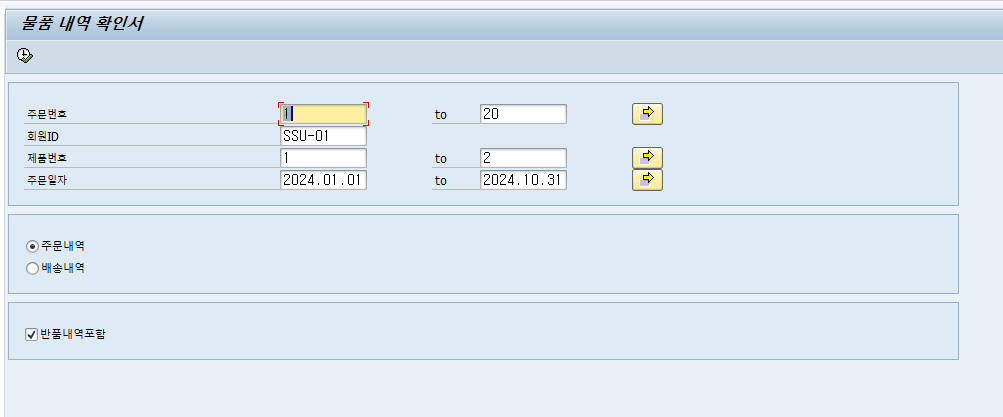 물품 내역 확인서
주문번호 1 to 20
회원ID SSU-01
제품번호 1 to 2
주문일자 2024.01.01 to 2024.10.31
주문내역
배송내역
반품내역포함